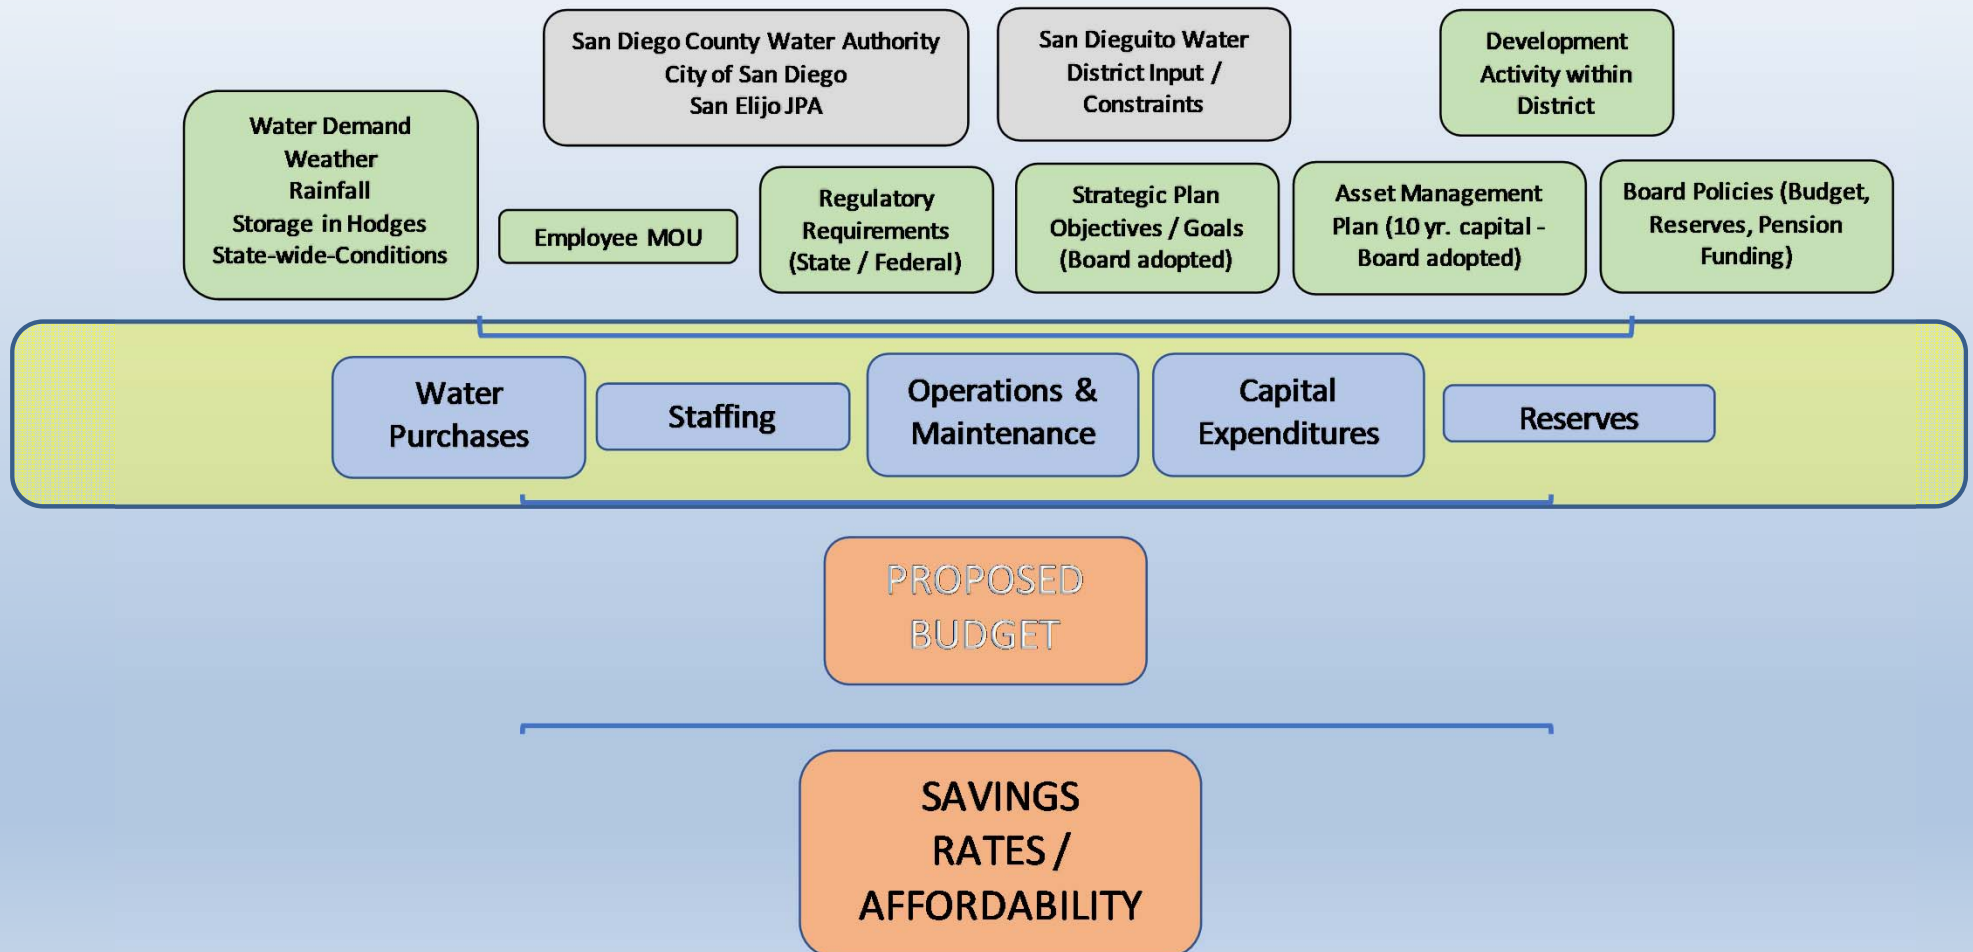 San Diego County Water Authority
City of San Diego
San Elijo JPA
San Dieguito Water
District Input /
Constraints
Development
Activity within
District
Water Demand
Weather
Rainfall
Storage in Hodges
State-wide-Conditions
Employee MOU
Regulatory
Requirements
(State / Federal)
Strategic Plan
Objectives / Goals
(Board adopted)
Asset Management
Plan (10 yr. capital -
Board adopted)
Board Policies (Budget,
Reserves, Pension
Funding)
Water
Purchases
Staffing
Operations &
Maintenance
Capital
Expenditures
Reserves
PROPOSED
BUDGET
SAVINGS
RATES /
AFFORDABILITY